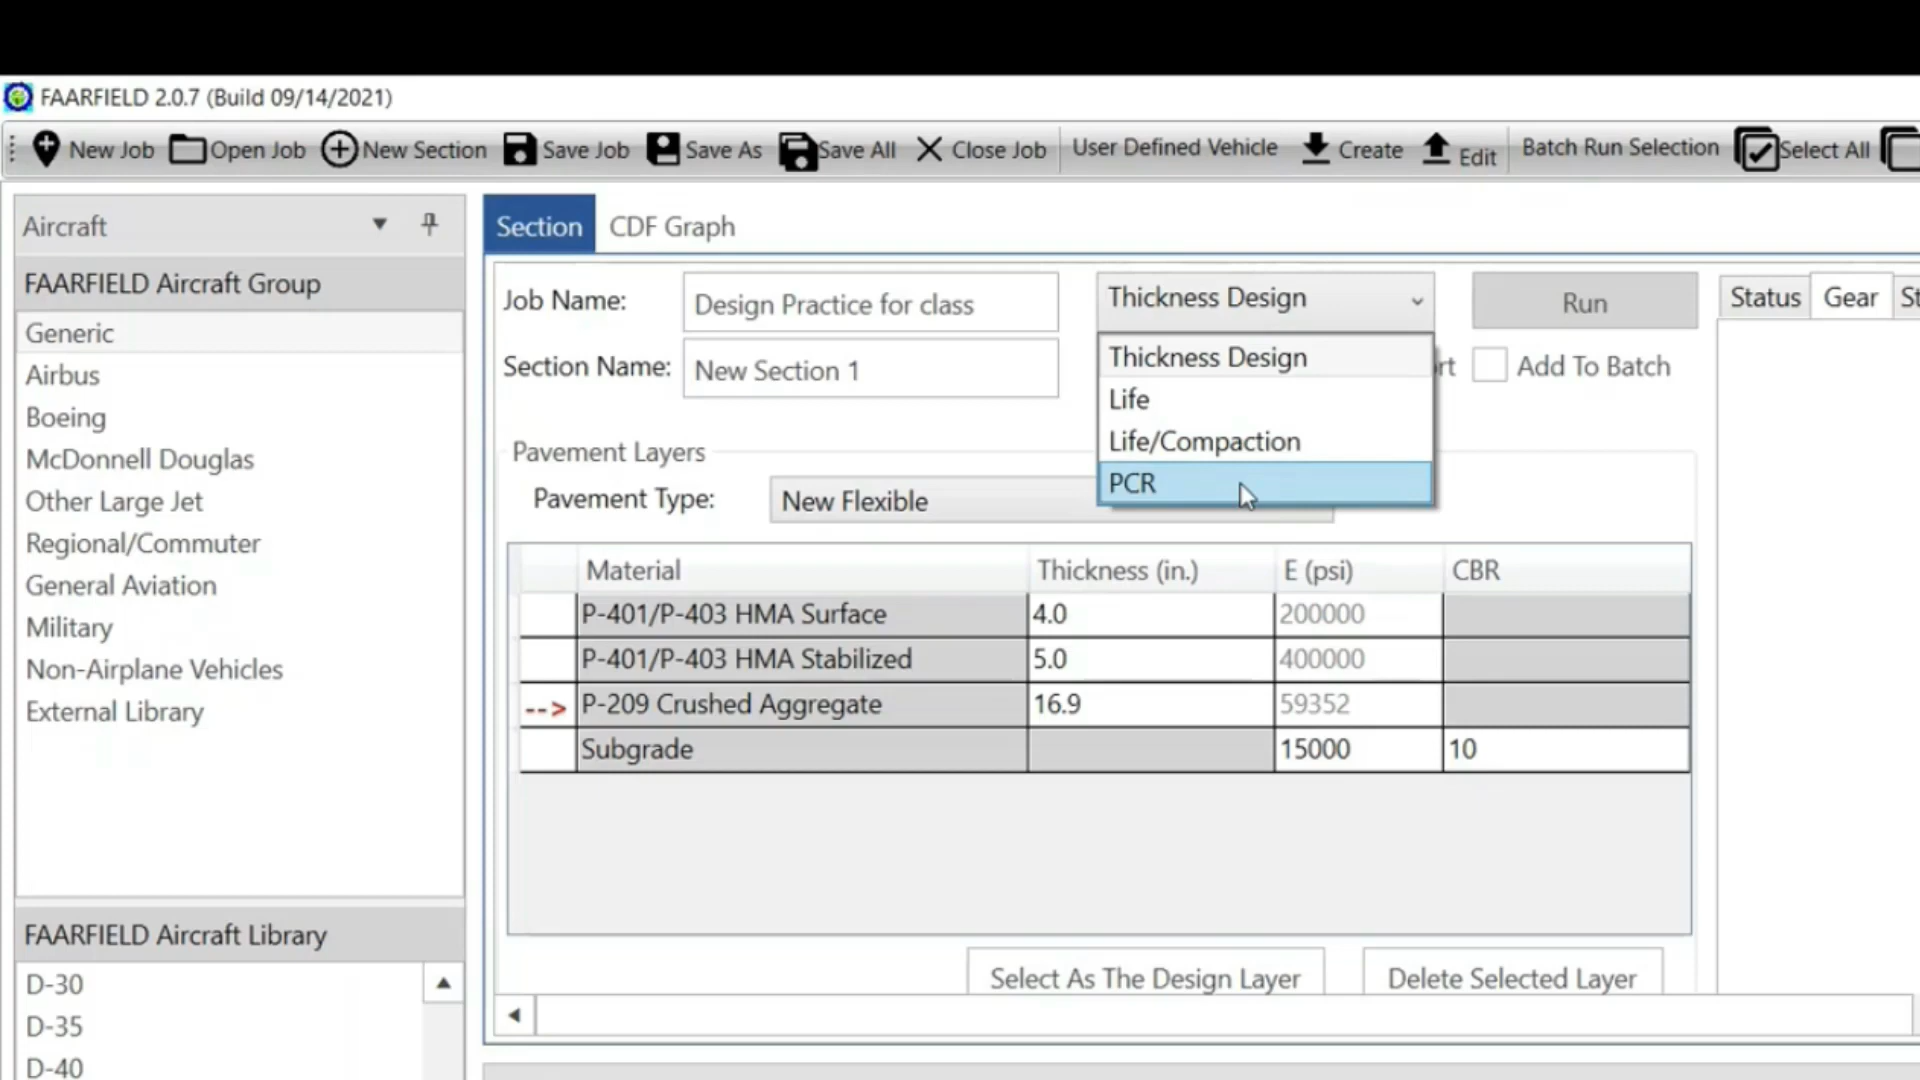 FAARFIELD 2.0.7 (Build 09/14/2021)
New Job Open Job New Section Save Job Save As Save All Close Job User Defined Vehicle Create Edit Batch Run Selection Select All
Aircraft
FAARFIELD Aircraft Group
Generic
Airbus
Boeing
McDonnell Douglas
Other Large Jet
Regional/Commuter
General Aviation
Military
Non-Airplane Vehicles
External Library
FAARFIELD Aircraft Library
D-30
D-35
D-40
Section CDF Graph
Job Name: Design Practice for class Thickness Design Run
Section Name: New Section 1 Add To Batch
Thickness Design
Life
Life/Compaction
PCR
Pavement Layers
Pavement Type: New Flexible
Material Thickness (in.) E (psi) CBR
P-401/P-403 HMA Surface 4.0 200000
P-401/P-403 HMA Stabilized 5.0 400000
--> P-209 Crushed Aggregate 16.9 59352
Subgrade 15000 10
Select As The Design Layer Delete Selected Layer
Status Gear